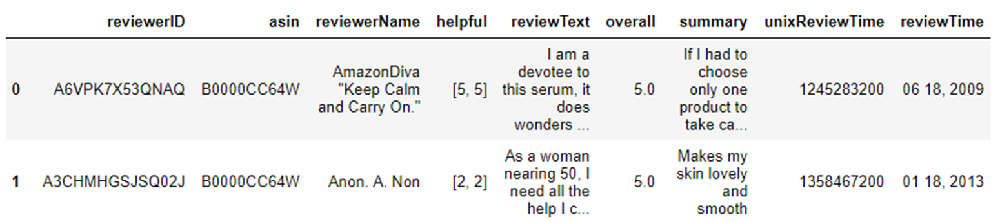 reviewerID asin reviewerName helpful reviewText overall summary unixReviewTime reviewTime
0 A6VPK7X53QNAQ B0000CC64W AmazonDiva "Keep Calm and Carry On." [5, 5] I am a devotee to this serum, it does wonders ... 5.0 If I had to choose only one product to take ca... 1245283200 06 18, 2009
1 A3CHMHGSJSQ02J B0000CC64W Anon. A. Non [2, 2] As a woman nearing 50, I need all the help I c... 5.0 Makes my skin lovely and smooth 1358467200 01 18, 2013